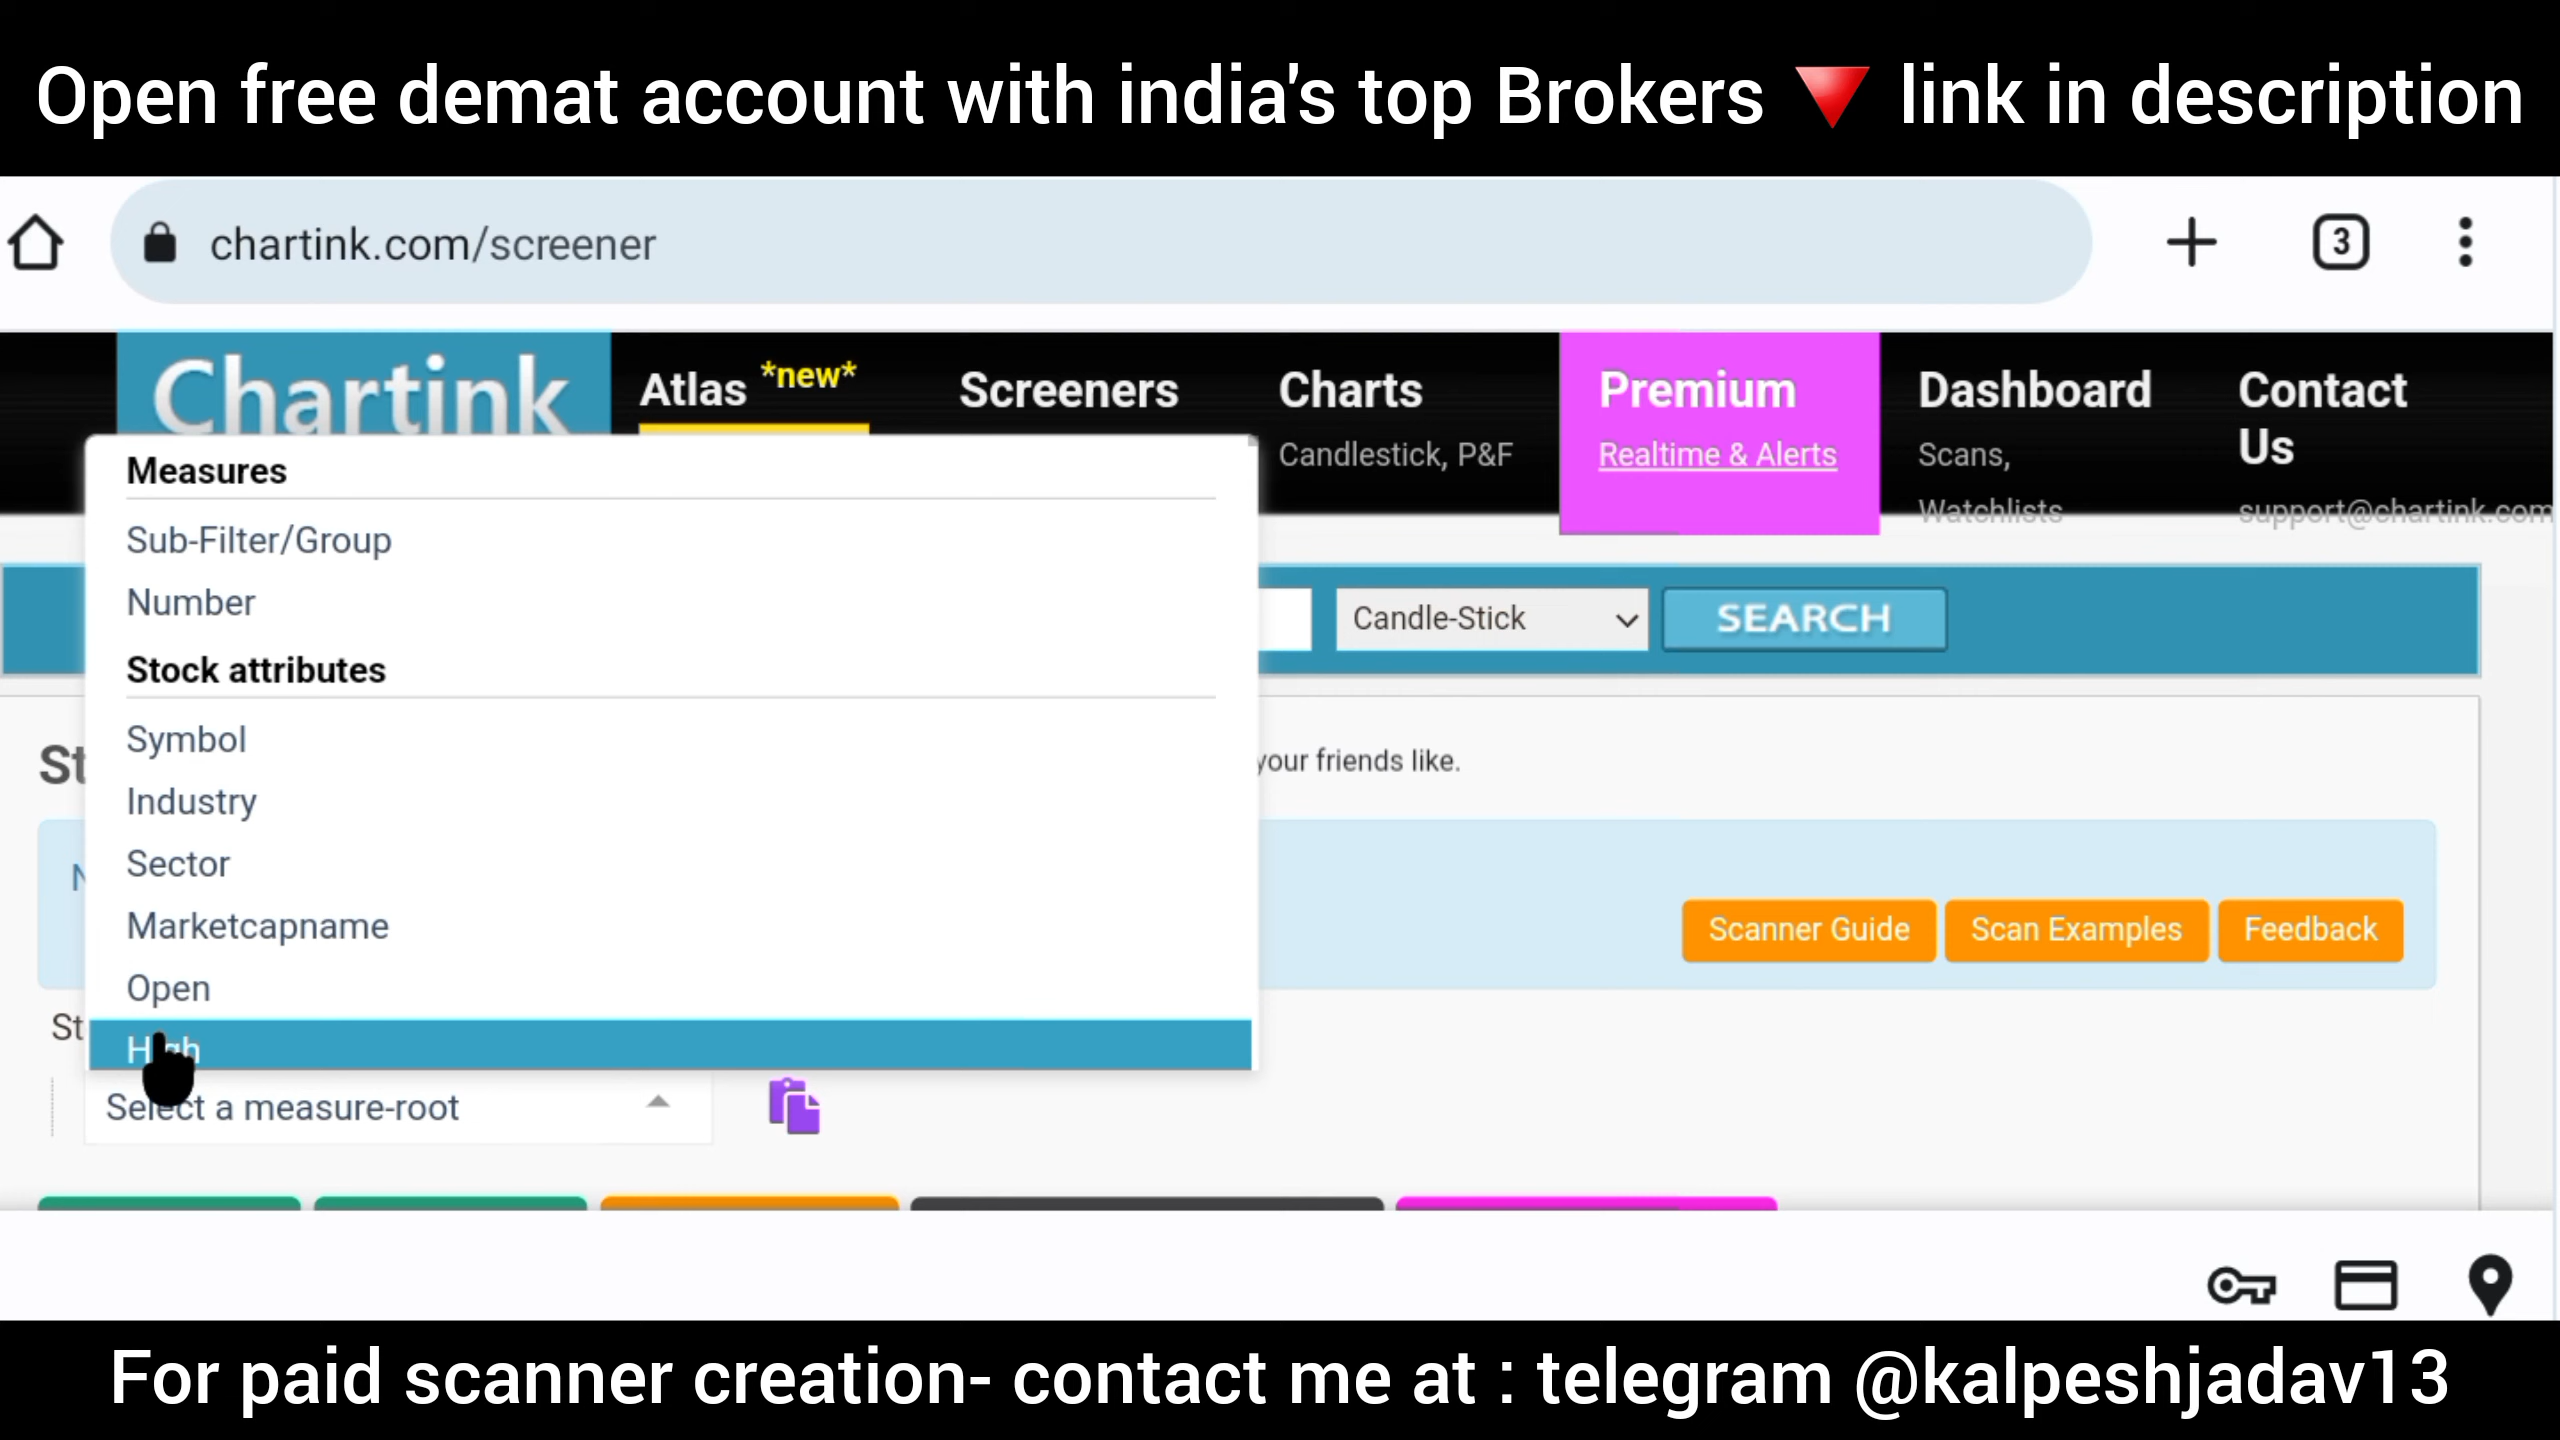 Open free demat account with india's top Brokers 🔻 link in description
chartink.com/screener
3
Chartink
Atlas *new*
Screeners
Charts
Candlestick, P&F
Premium
Realtime & Alerts
Dashboard
Scans,
Watchlists
Contact
Us
support@chartink.com
Measures
Sub-Filter/Group
Number
Stock attributes
Symbol
Industry
Sector
Marketcapname
Open
High
Select a measure-root
Candle-Stick
SEARCH
your friends like.
Scanner Guide
Scan Examples
Feedback
For paid scanner creation- contact me at : telegram @kalpeshjadav13